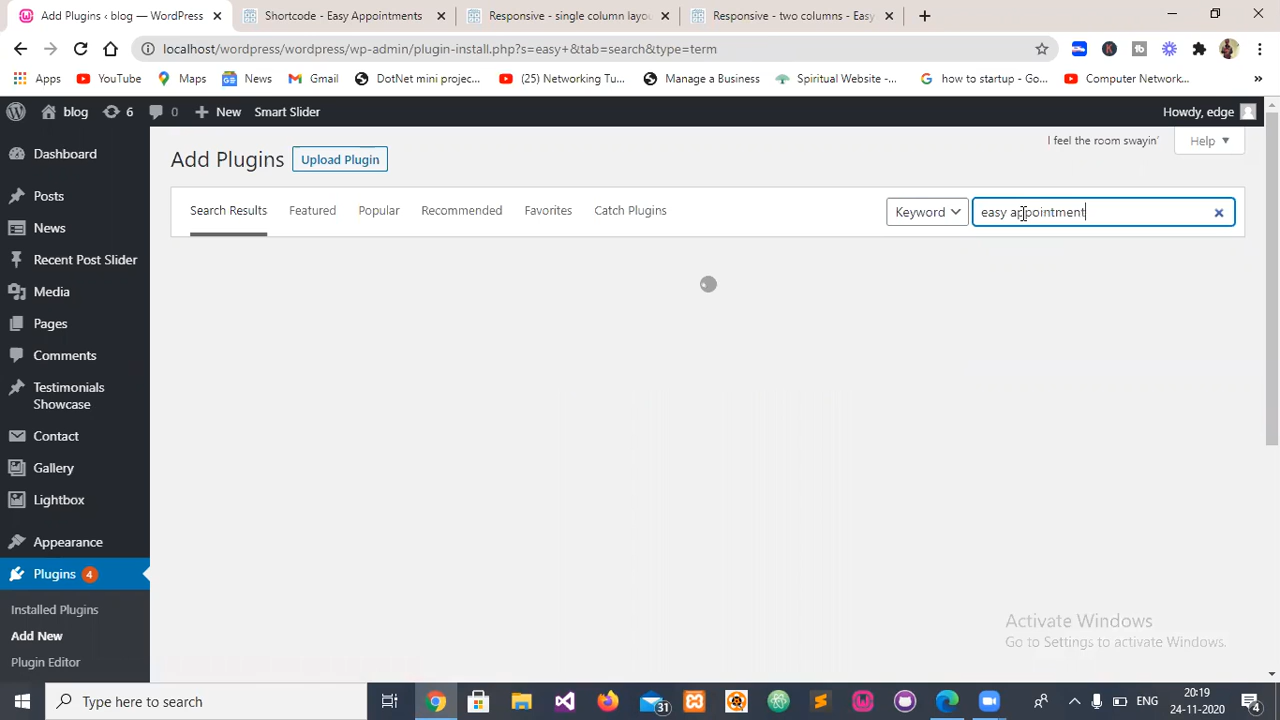 Add Plugins ‹ blog — WordPress
Shortcode - Easy Appointments
Responsive - single column layou
Responsive - two columns - Easy
localhost/wordpress/wordpress/wp-admin/plugin-install.php?s=easy+&tab=search&type=term
Apps
YouTube
Maps
News
Gmail
DotNet mini projec...
(25) Networking Tu...
Manage a business
Spiritual Website -...
how to startup - Go...
Computer Network...
blog
6
0
New
Smart Slider
Howdy, edge
Dashboard
Posts
News
Recent Post Slider
Media
Pages
Comments
Testimonials
Showcase
Contact
Gallery
Lightbox
Appearance
Plugins 4
Installed Plugins
Add New
Plugin Editor
I feel the room swayin'
Help
Add Plugins
Upload Plugin
Search Results
Featured
Popular
Recommended
Favorites
Catch Plugins
Keyword
easy appointment
Activate Windows
Go to Settings to activate Windows.
Type here to search
31
ENG
20:19
24-11-2020
4